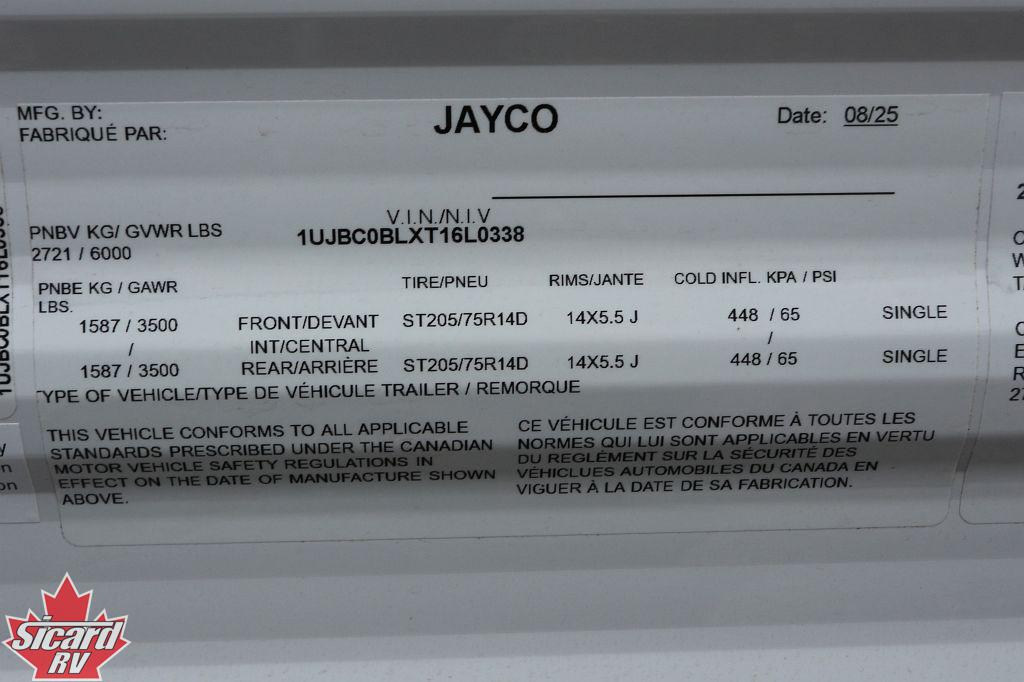 MFG. BY:
FABRIQUÉ PAR:
JAYCO
Date: 08/25
V.I.N./N.I.V
PNBV KG/ GVWR LBS
1UJBC0BLXT16L0338
2721 / 6000
TIRE/PNEU RIMS/JANTE COLD INFL. KPA / PSI
PNBE KG / GAWR
LBS.
1587 / 3500 FRONT/DEVANT ST205/75R14D 14X5.5 J 448 / 65 SINGLE
/ INT/CENTRAL /
1587 / 3500 REAR/ARRIÈRE ST205/75R14D 14X5.5 J 448 / 65 SINGLE
TYPE OF VEHICLE/TYPE DE VÉHICULE TRAILER / REMORQUE
THIS VEHICLE CONFORMS TO ALL APPLICABLE
STANDARDS PRESCRIBED UNDER THE CANADIAN
MOTOR VEHICLE SAFETY REGULATIONS IN
EFFECT ON THE DATE OF MANUFACTURE SHOWN
ABOVE.
CE VÉHICULE EST CONFORME À TOUTES LES
NORMES QUI LUI SONT APPLICABLES EN VERTU
DU REGLÉMENT SUR LA SÉCURITÉ DES
VÉHICLUES AUTOMOBILES DU CANADA EN
VIGUER À LA DATE DE SA FABRICATION.
Sicard
RV